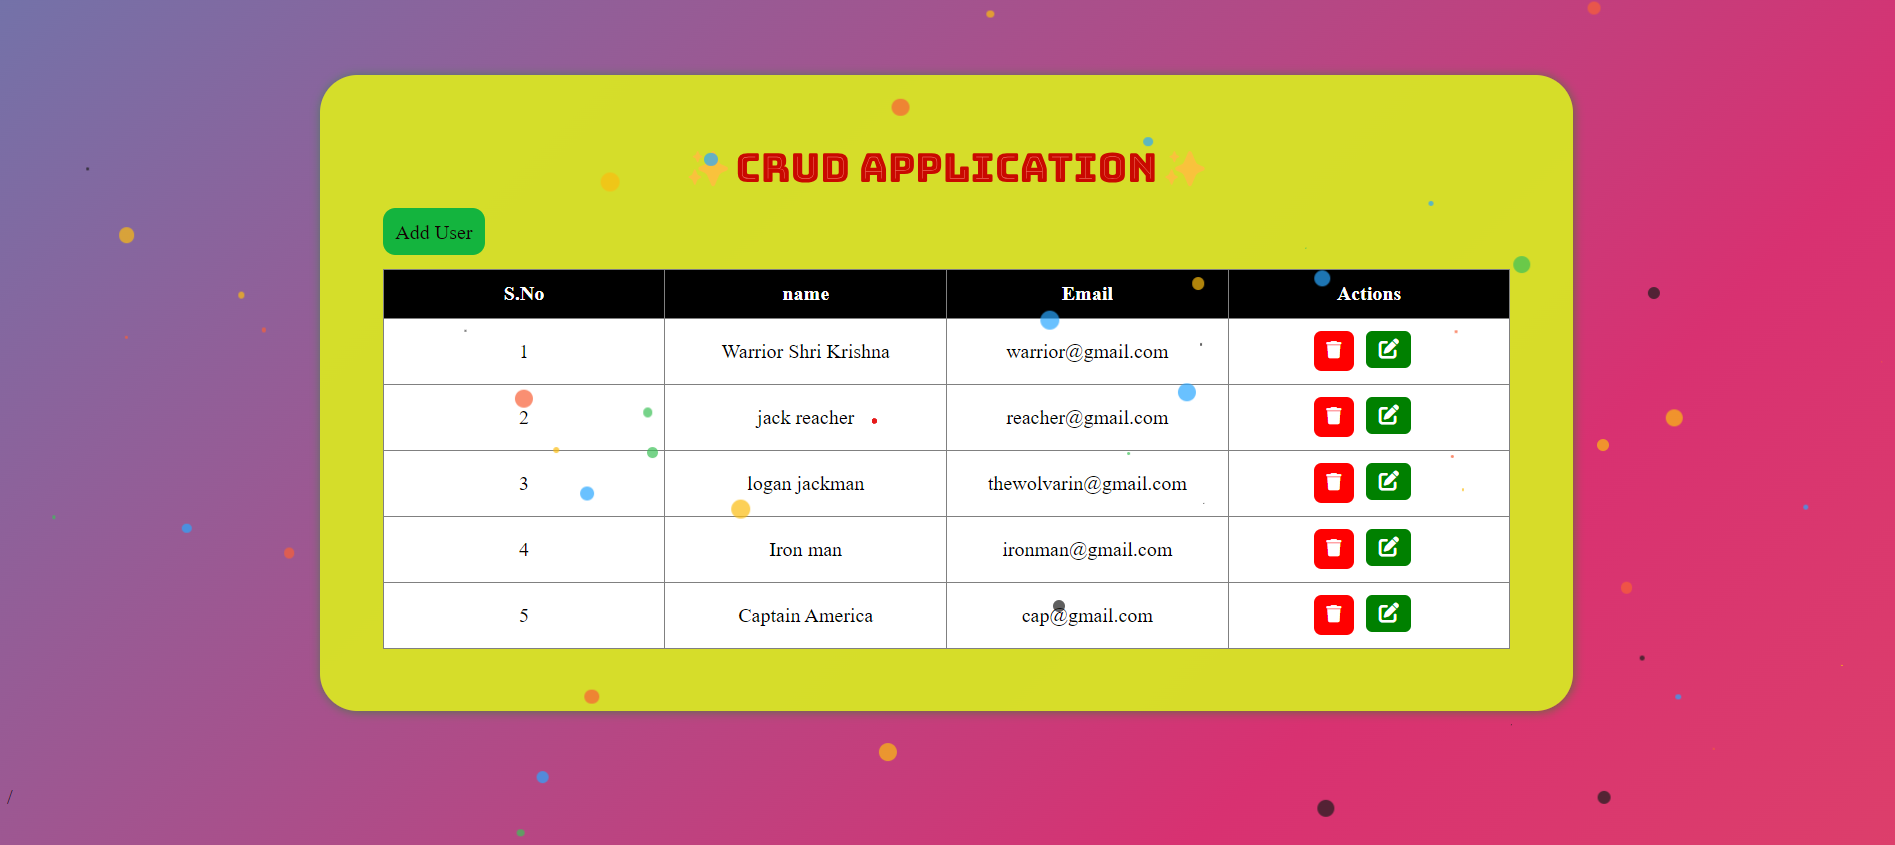 ✨CRUD APPLICATION✨
Add User
S.No name Email Actions
1 Warrior Shri Krishna warrior@gmail.com
2 jack reacher reacher@gmail.com
3 logan jackman thewolvarin@gmail.com
4 Iron man ironman@gmail.com
5 Captain America cap@gmail.com
/